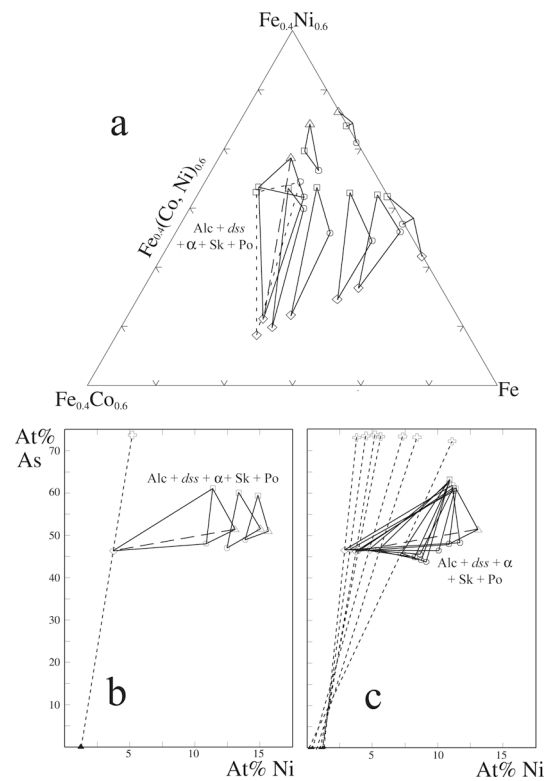 Fe0.4Ni0.6
a
Fe0.4(Co, Ni)0.6
Alc + dss
+ α + Sk + Po
Fe0.4Co0.6
Fe
At%
As
70
60
50
40
30
20
10
Alc + dss + α + Sk + Po
b
5
10
15
At% Ni
Alc + dss + α
+ Sk + Po
c
5
10
15
At% Ni